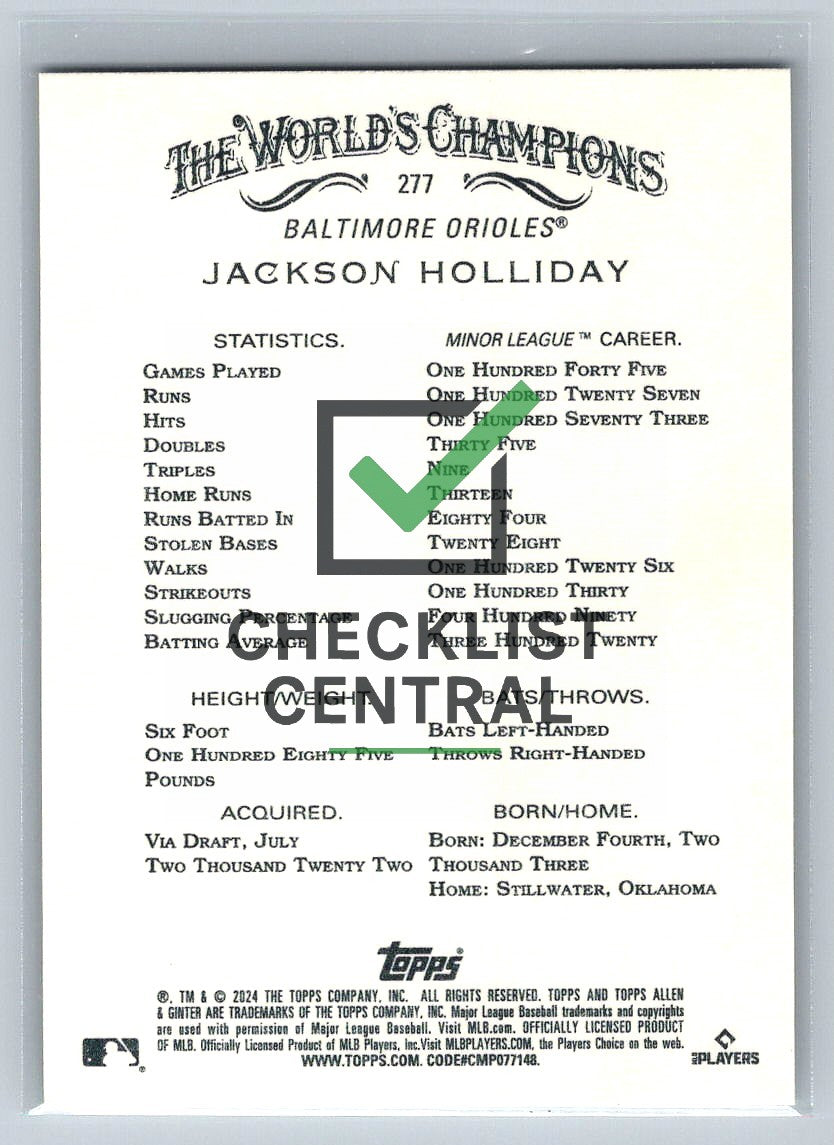 THE WORLD'S CHAMPIONS
277
BALTIMORE ORIOLES®
JACKSON HOLLIDAY
STATISTICS. MINOR LEAGUE™ CAREER.
GAMES PLAYED ONE HUNDRED FORTY FIVE
RUNS ONE HUNDRED TWENTY SEVEN
HITS ONE HUNDRED SEVENTY THREE
DOUBLES THIRTY FIVE
TRIPLES NINE
HOME RUNS THIRTEEN
RUNS BATTED IN EIGHTY FOUR
STOLEN BASES TWENTY EIGHT
WALKS ONE HUNDRED TWENTY SIX
STRIKEOUTS ONE HUNDRED THIRTY
SLUGGING PERCENTAGE FOUR HUNDRED NINETY
BATTING AVERAGE THREE HUNDRED TWENTY
CHECKLIST
CENTRAL
HEIGHT/WEIGHT. BATS/THROWS.
SIX FOOT BATS LEFT-HANDED
ONE HUNDRED EIGHTY FIVE THROWS RIGHT-HANDED
POUNDS
ACQUIRED. BORN/HOME.
VIA DRAFT, JULY BORN: DECEMBER FOURTH, TWO
TWO THOUSAND TWENTY TWO THOUSAND THREE
HOME: STILLWATER, OKLAHOMA
Topps®
®, TM & © 2024 THE TOPPS COMPANY, INC. ALL RIGHTS RESERVED. TOPPS AND TOPPS ALLEN
& GINTER ARE TRADEMARKS OF THE TOPPS COMPANY, INC. Major League Baseball trademarks and copyrights
are used with permission of Major League Baseball. Visit MLB.com. OFFICIALLY LICENSED PRODUCT
OF MLB. Officially Licensed Product of MLB Players, Inc.Visit MLBPLAYERS.COM, the Players Choice on the web.
WWW.TOPPS.COM. CODE#CMP077148.
MLB PLAYERS